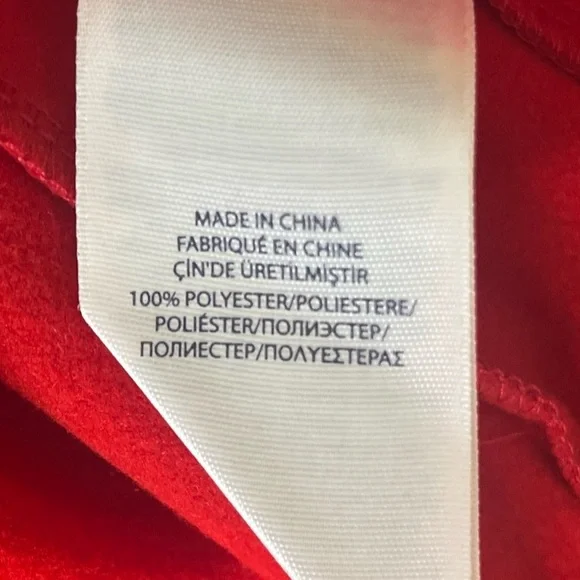 MADE IN CHINA
FABRIQUÉ EN CHINE
ÇİN'DE ÜRETİLMİŞTİR
100% POLYESTER/POLIESTERE/
POLIÉSTER/ПОЛИЭСТЕР/
ПОЛИЕСТЕР/ΠΟΛΥΕΣΤΕΡΑΣ